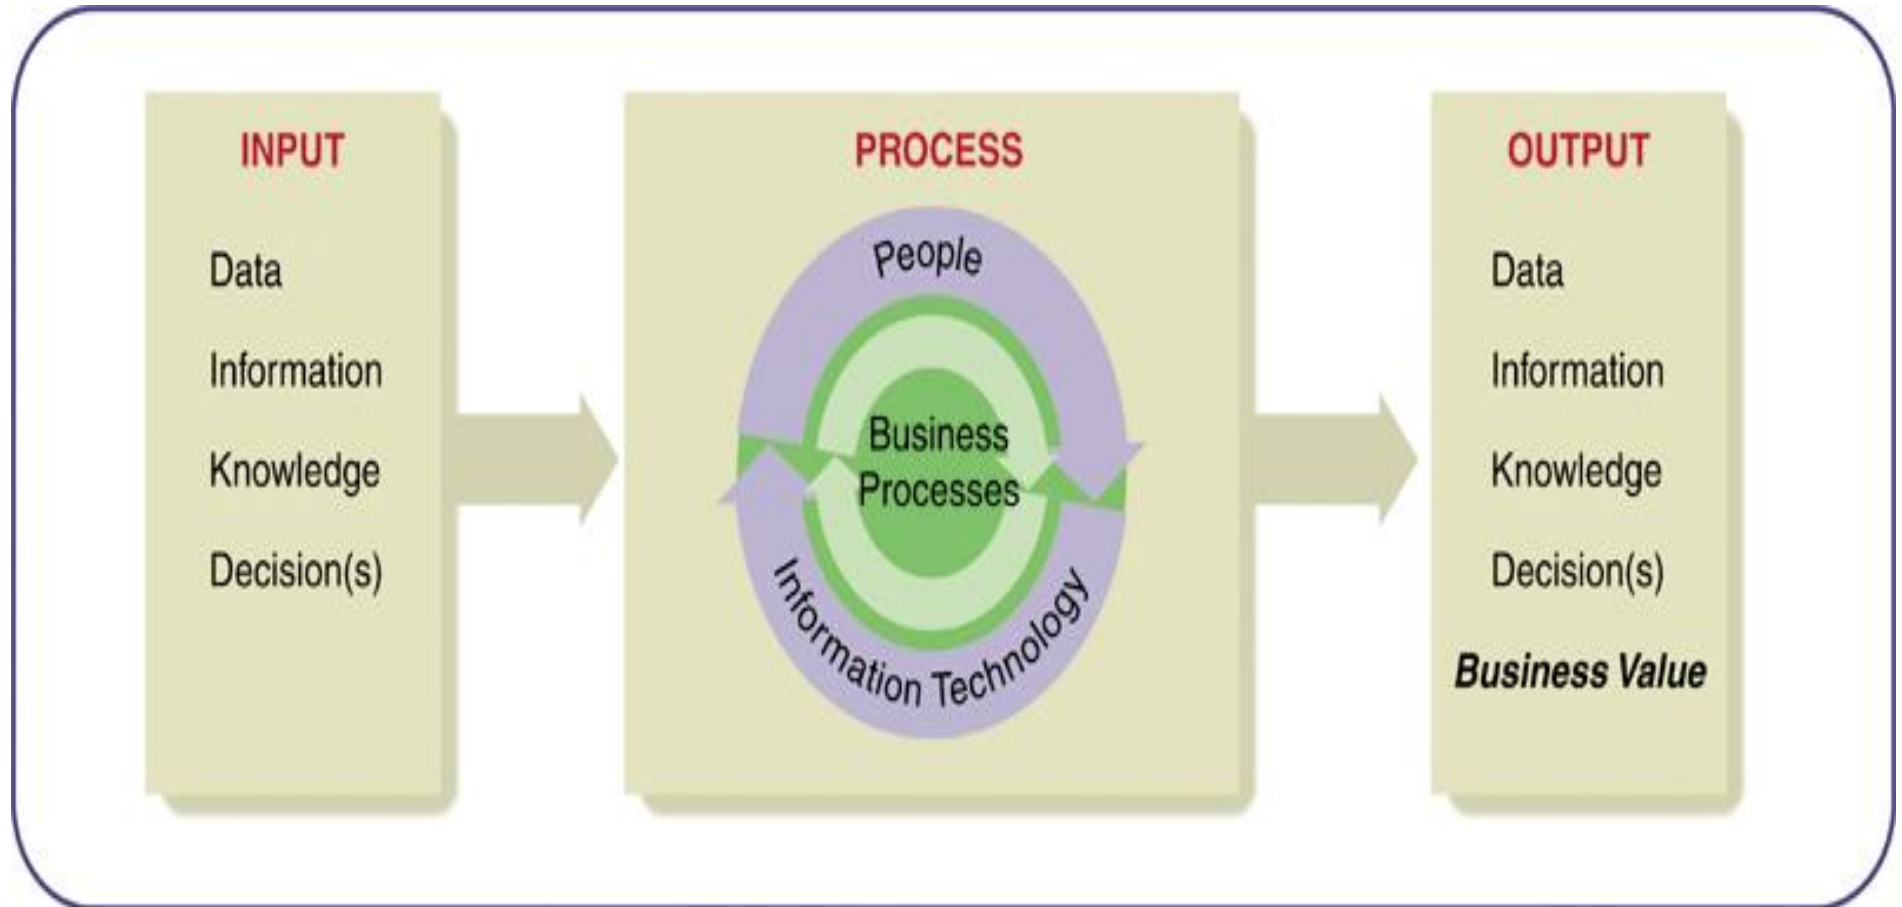 INPUT
Data
Information
Knowledge
Decision(s)
PROCESS
People
Business
Processes
Information Technology
OUTPUT
Data
Information
Knowledge
Decision(s)
Business Value